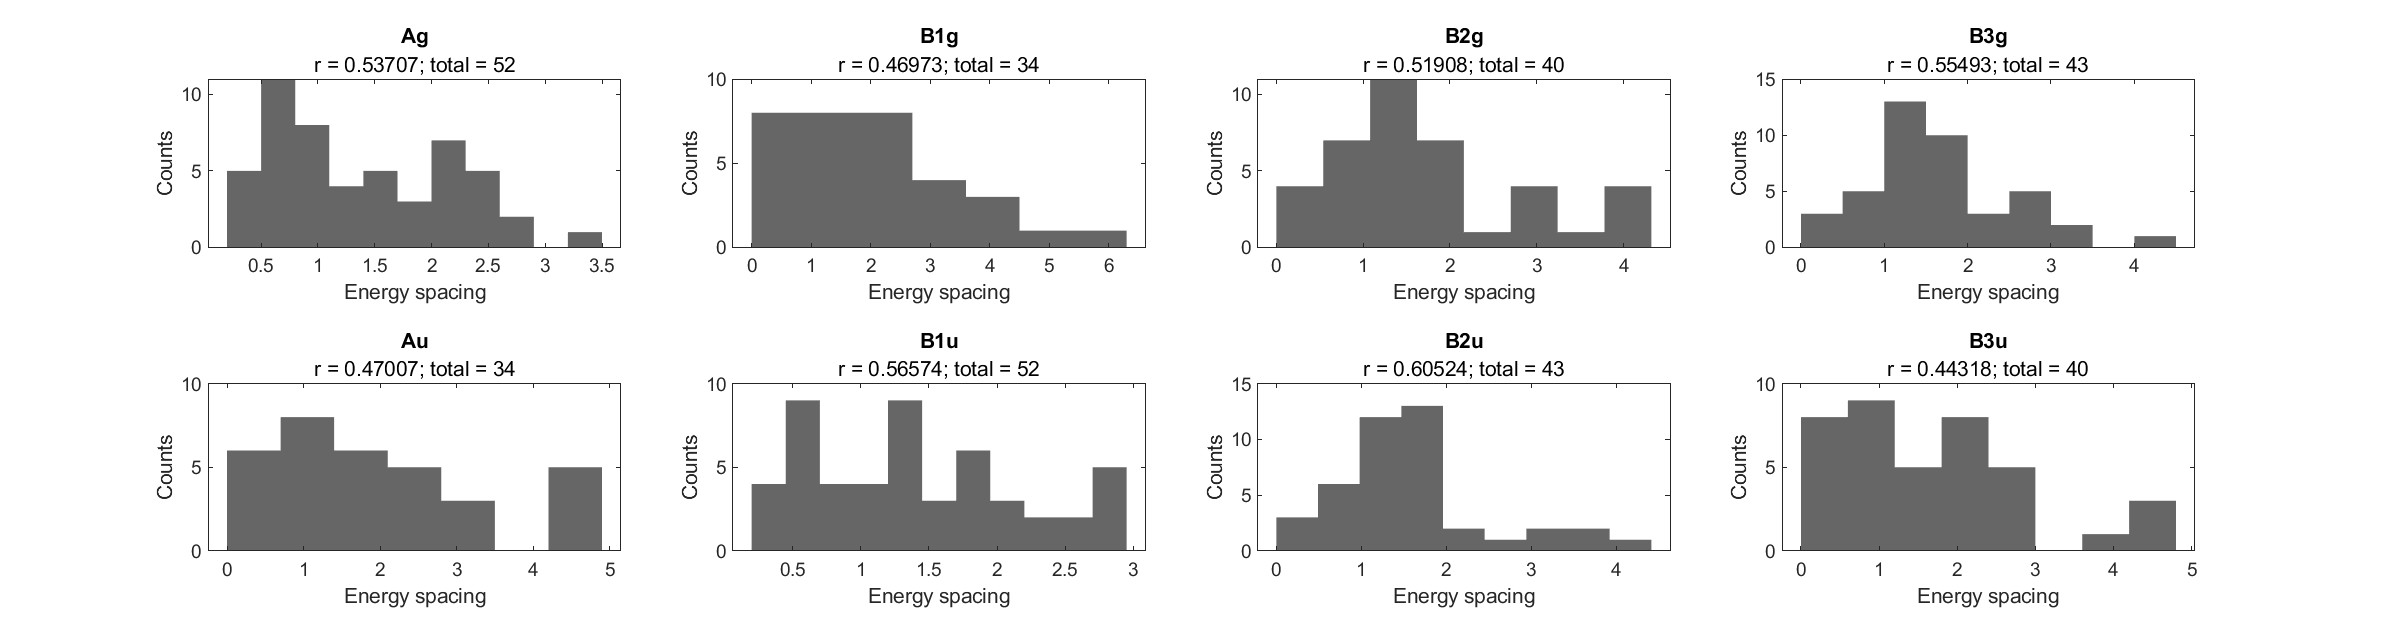 Ag
r = 0.53707; total = 52
Counts
10
5
0
0.5 1 1.5 2 2.5 3 3.5
Energy spacing
B1g
r = 0.46973; total = 34
Counts
10
5
0
0 1 2 3 4 5 6
Energy spacing
B2g
r = 0.51908; total = 40
Counts
10
5
0
0 1 2 3 4
Energy spacing
B3g
r = 0.55493; total = 43
Counts
15
10
5
0
0 1 2 3 4
Energy spacing
Au
r = 0.47007; total = 34
Counts
10
5
0
0 1 2 3 4 5
Energy spacing
B1u
r = 0.56574; total = 52
Counts
10
5
0
0.5 1 1.5 2 2.5 3
Energy spacing
B2u
r = 0.60524; total = 43
Counts
15
10
5
0
0 1 2 3 4
Energy spacing
B3u
r = 0.44318; total = 40
Counts
10
5
0
0 1 2 3 4 5
Energy spacing